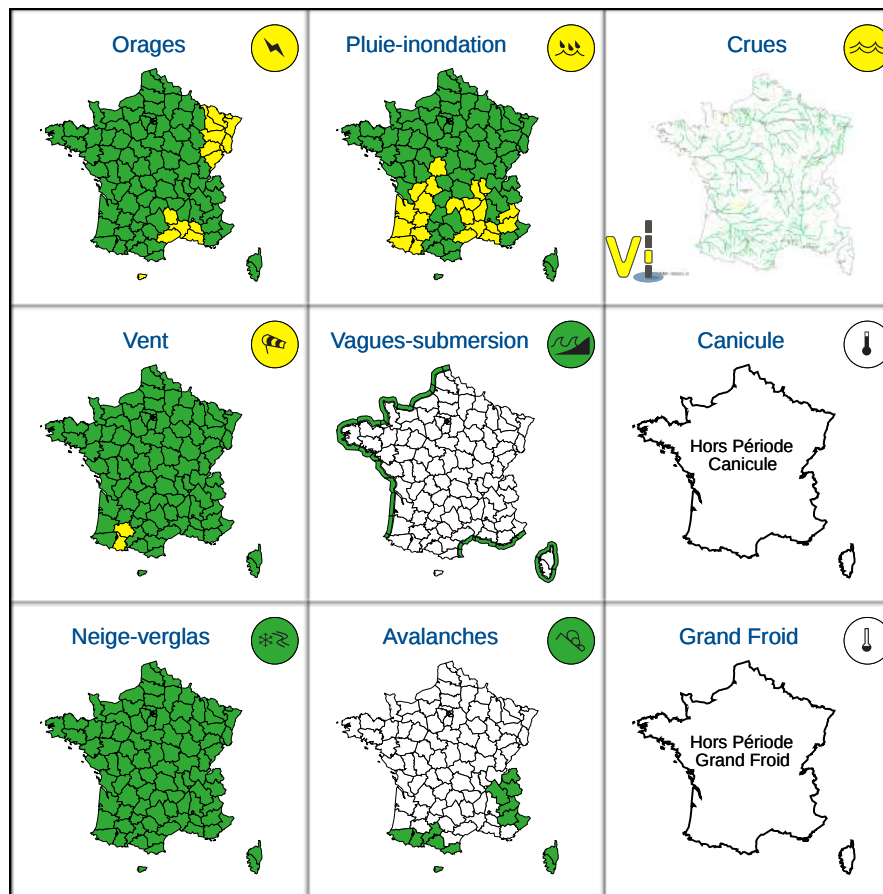 Orages
Pluie-inondation
Crues
Vi
Vent
Vagues-submersion
Canicule
Hors Période
Canicule
Neige-verglas
Avalanches
Grand Froid
Hors Période
Grand Froid